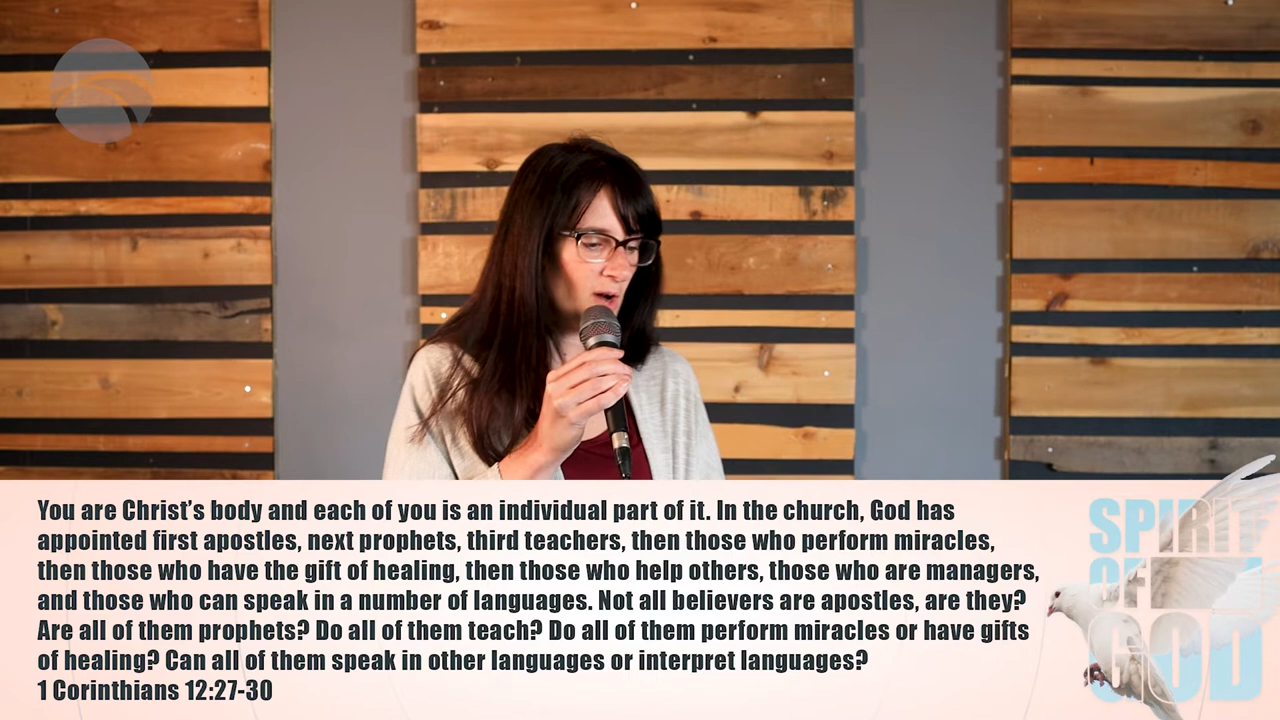 You are Christ’s body and each of you is an individual part of it. In the church, God has
appointed first apostles, next prophets, third teachers, then those who perform miracles,
then those who have the gift of healing, then those who help others, those who are managers,
and those who can speak in a number of languages. Not all believers are apostles, are they?
Are all of them prophets? Do all of them teach? Do all of them perform miracles or have gifts
of healing? Can all of them speak in other languages or interpret languages?
1 Corinthians 12:27-30
SPIRIT
OF
GOD